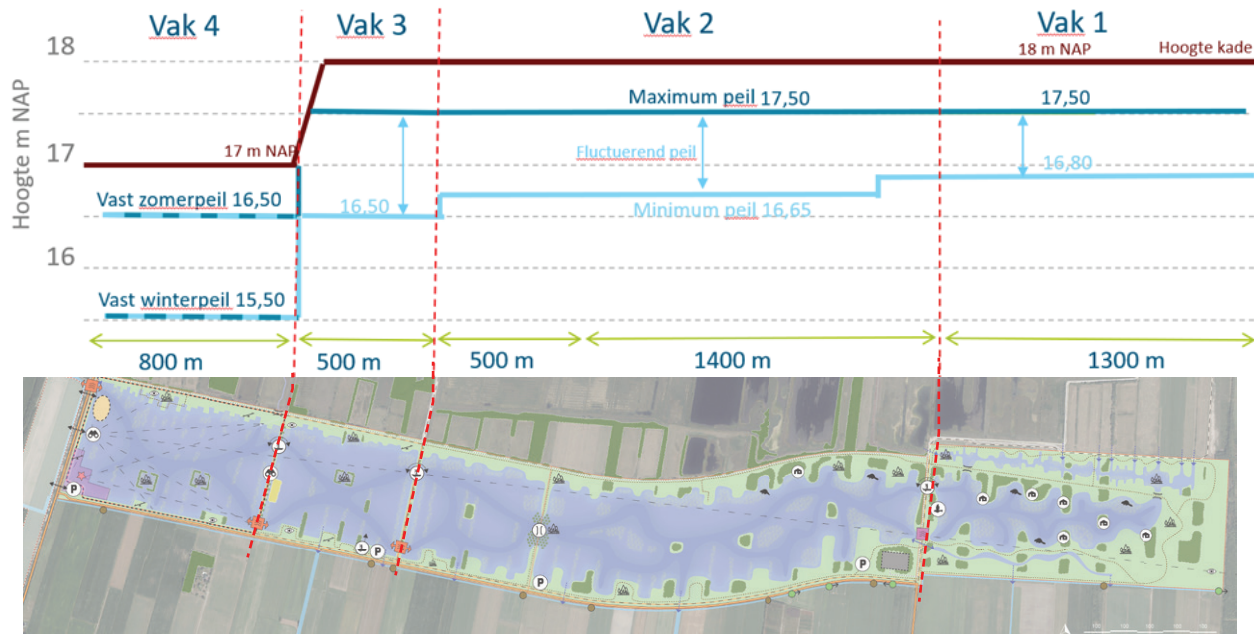 Vak 4
Vak 3
Vak 2
Vak 1
Hoogte m NAP
18
17
16
18 m NAP
Hoogte kade
Maximum peil 17,50
17,50
17 m NAP
Fluctuerend peil
16,80
Vast zomerpeil 16,50
16,50
Minimum peil 16,65
Vast winterpeil 15,50
800 m
500 m
500 m
1400 m
1300 m
P
P
P
P